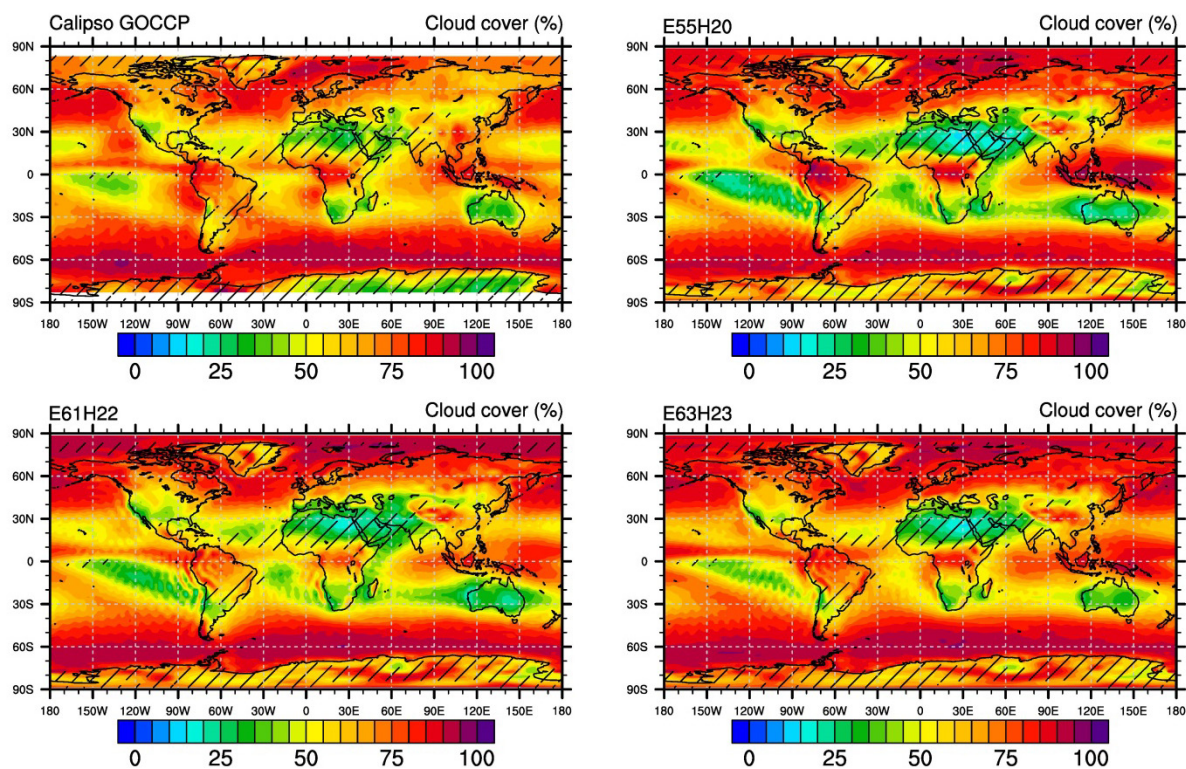 Calipso GOCCP Cloud cover (%)
90N
60N
30N
0
30S
60S
90S
180 150W 120W 90W 60W 30W 0 30E 60E 90E 120E 150E 180
0 25 50 75 100
E55H20 Cloud cover (%)
90N
60N
30N
0
30S
60S
90S
180 150W 120W 90W 60W 30W 0 30E 60E 90E 120E 150E 180
0 25 50 75 100
E61H22 Cloud cover (%)
90N
60N
30N
0
30S
60S
90S
180 150W 120W 90W 60W 30W 0 30E 60E 90E 120E 150E 180
0 25 50 75 100
E63H23 Cloud cover (%)
90N
60N
30N
0
30S
60S
90S
180 150W 120W 90W 60W 30W 0 30E 60E 90E 120E 150E 180
0 25 50 75 100